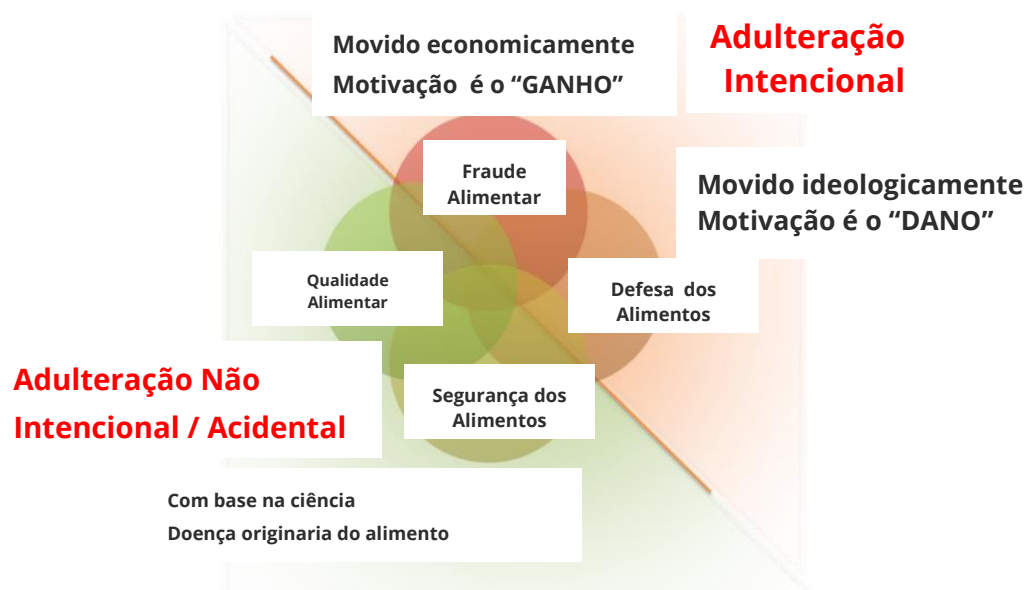 Movido economicamente
Motivação é o “GANHO”
Adulteração
Intencional
Fraude
Alimentar
Movido ideologicamente
Motivação é o “DANO”
Qualidade
Alimentar
Defesa dos
Alimentos
Adulteração Não
Intencional / Acidental
Segurança dos
Alimentos
Com base na ciência
Doença originaria do alimento